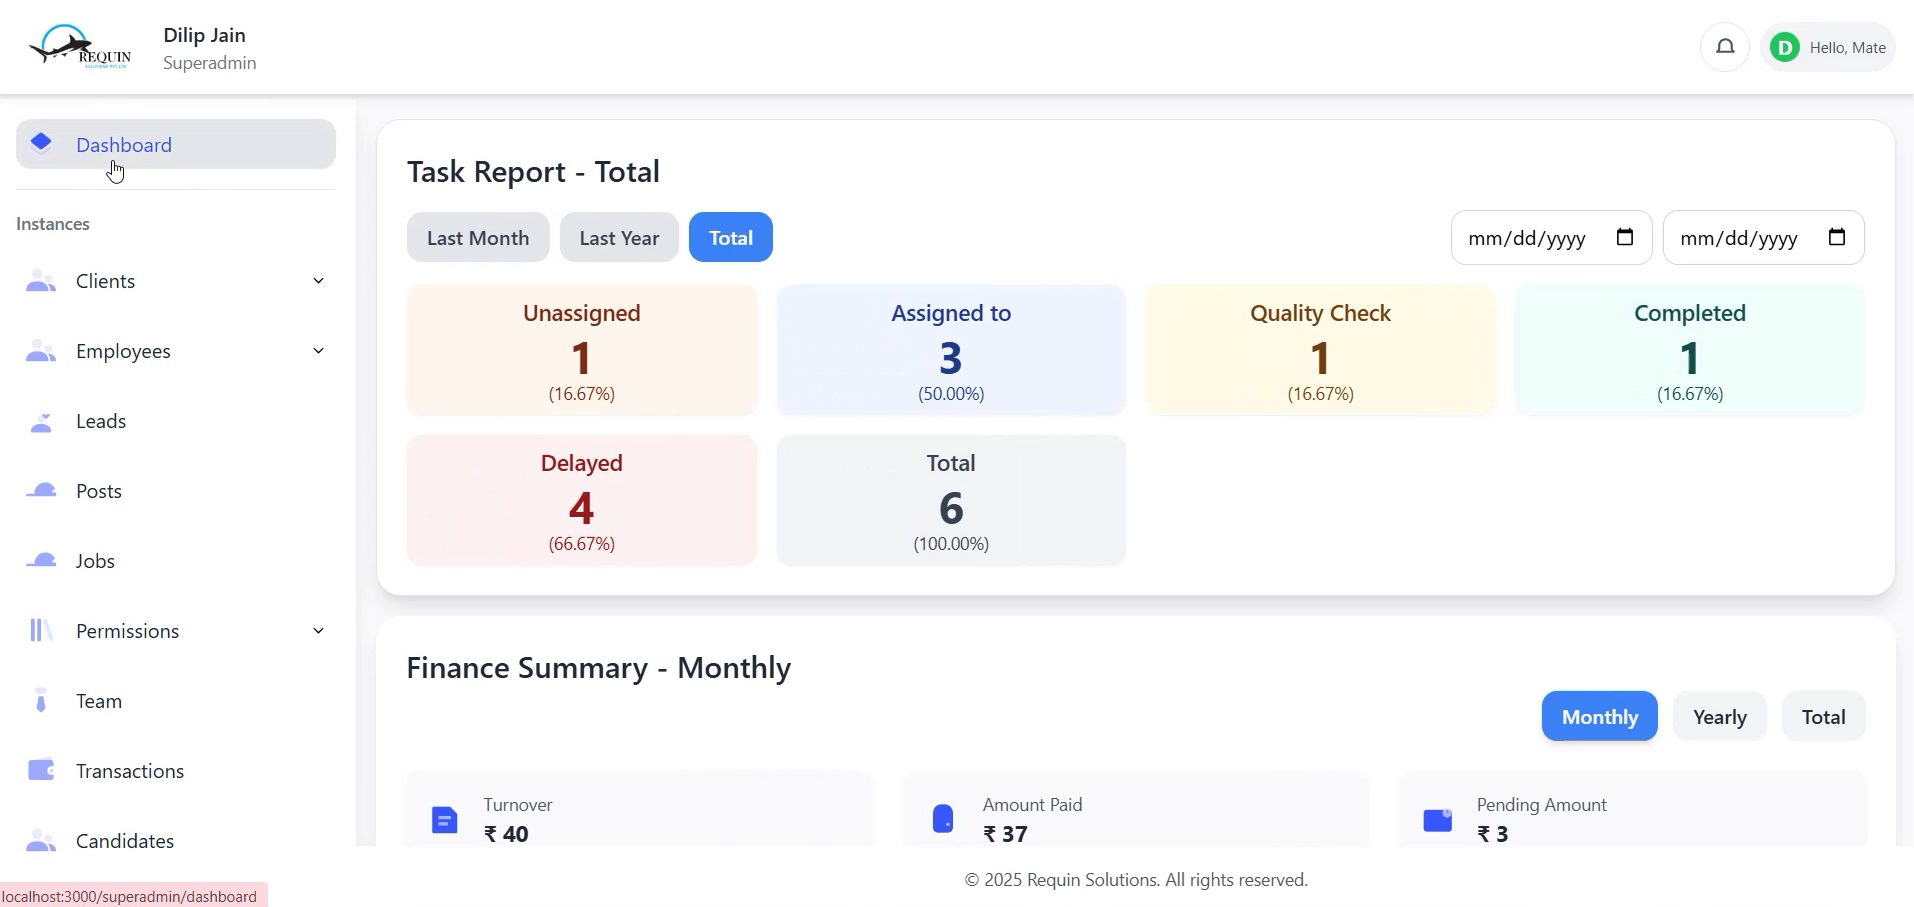 REQUIN
Dilip Jain
Superadmin
D Hello, Mate
Dashboard
Instances
Clients
Employees
Leads
Posts
Jobs
Permissions
Team
Transactions
Candidates
Task Report - Total
Last Month Last Year Total mm/dd/yyyy mm/dd/yyyy
Unassigned
1
(16.67%)
Assigned to
3
(50.00%)
Quality Check
1
(16.67%)
Completed
1
(16.67%)
Delayed
4
(66.67%)
Total
6
(100.00%)
Finance Summary - Monthly
Monthly Yearly Total
Turnover
₹ 40
Amount Paid
₹ 37
Pending Amount
₹ 3
© 2025 Requin Solutions. All rights reserved.
localhost:3000/superadmin/dashboard